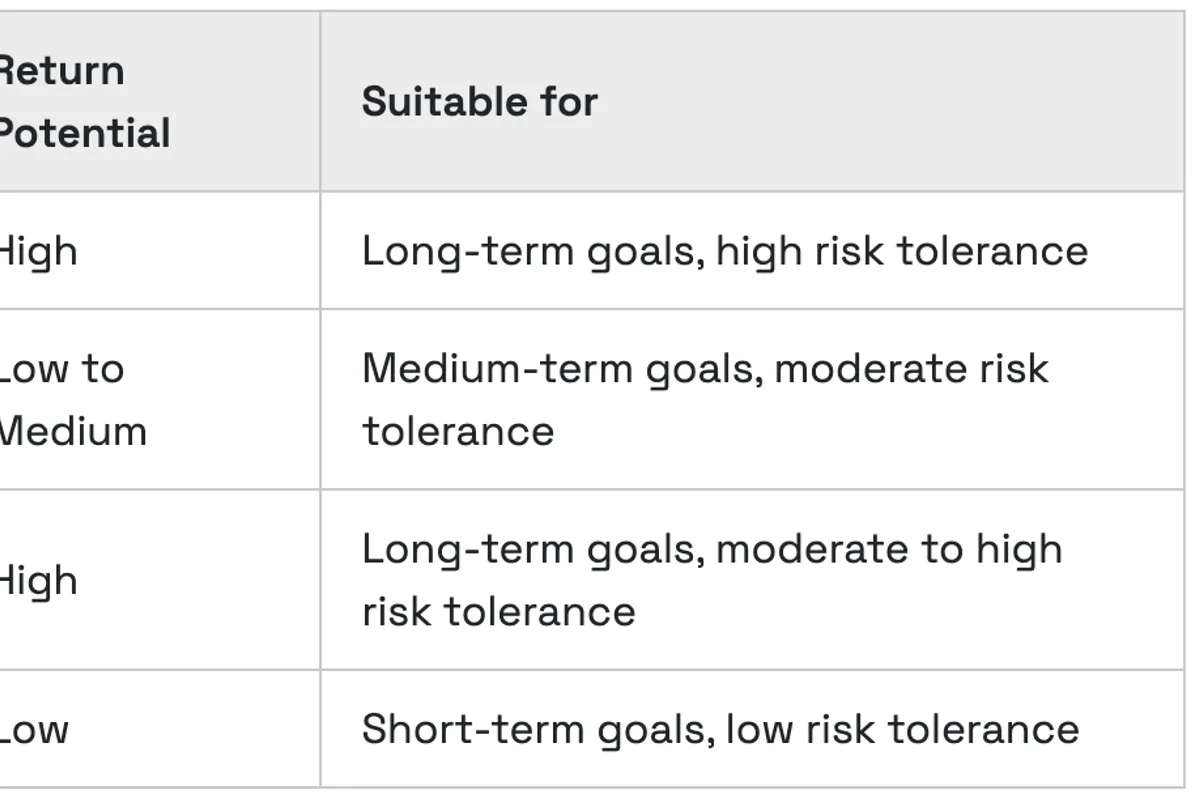 Return
Potential
Suitable for
High
Long-term goals, high risk tolerance
Low to
Medium
Medium-term goals, moderate risk
tolerance
High
Long-term goals, moderate to high
risk tolerance
Low
Short-term goals, low risk tolerance